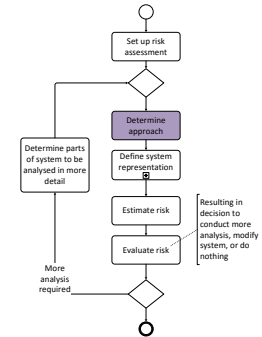 Set up risk
assessment
Determine
approach
Determine parts
of system to be
analysed in more
detail
Define system
representation
Estimate risk
Resulting in
decision to
conduct more
analysis, modify
system, or do
nothing
Evaluate risk
More
analysis
required